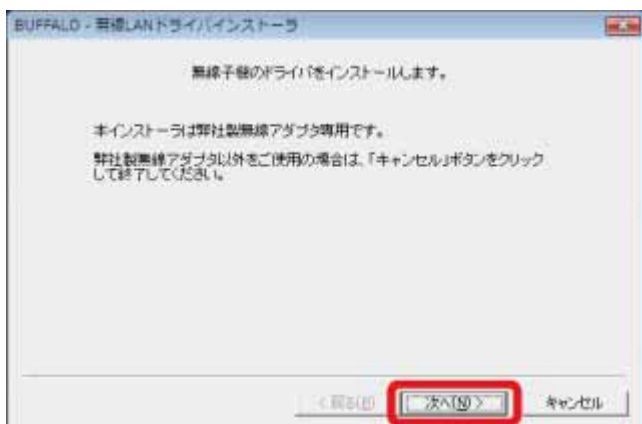 BUFFALO - 無線LANドライバインストーラ
無線子機のドライバをインストールします。
本インストーラは弊社製無線アダプタ専用です。
弊社製無線アダプタ以外をご使用の場合は、「キャンセル」ボタンをクリック
して終了してください。
< 戻る(B) 次へ(N) > キャンセル